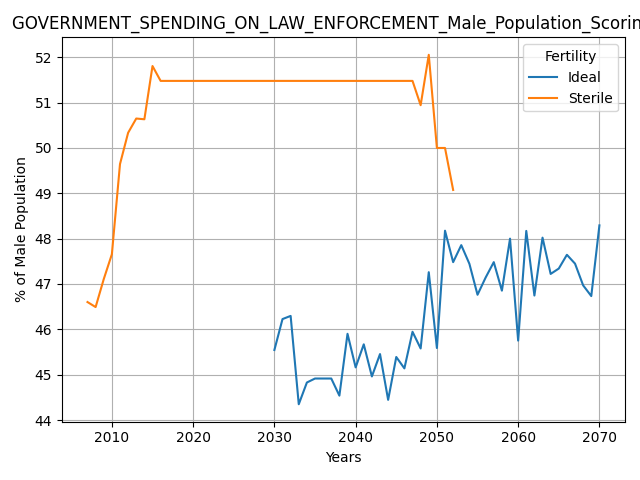 GOVERNMENT_SPENDING_ON_LAW_ENFORCEMENT_Male_Population_Scorin
Fertility
Ideal
Sterile
% of Male Population
52
51
50
49
48
47
46
45
44
2010 2020 2030 2040 2050 2060 2070
Years